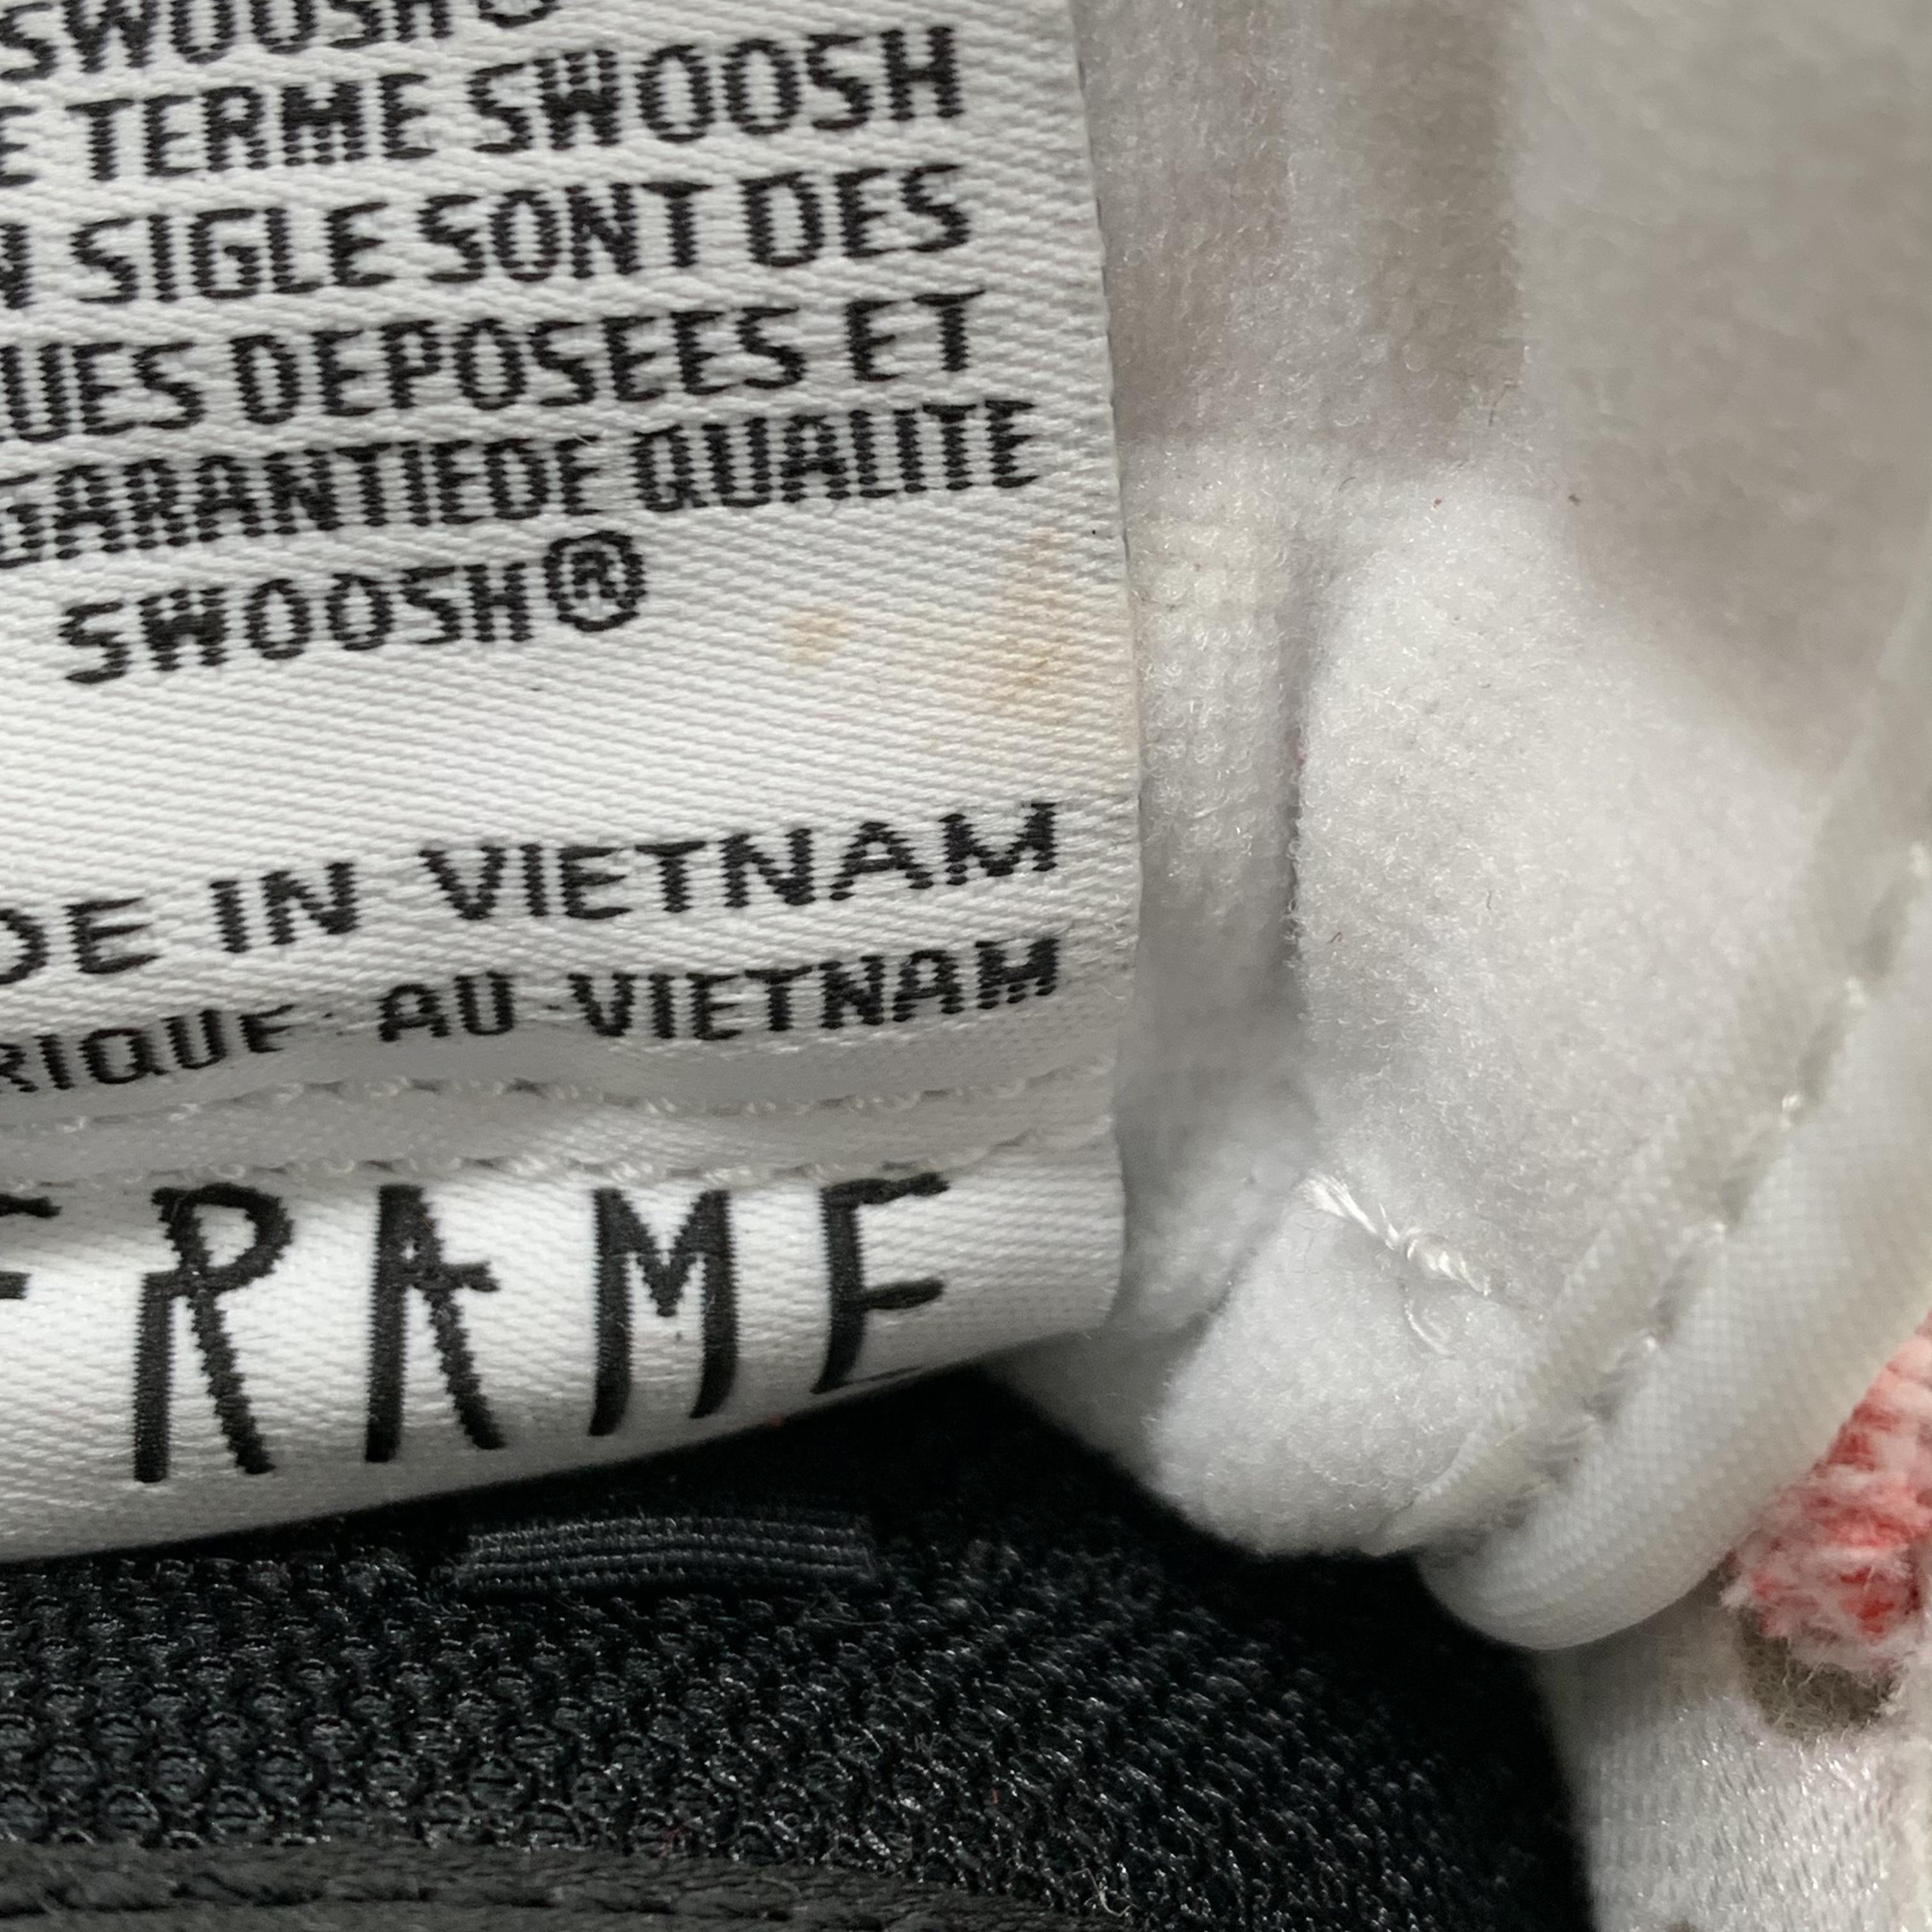 SWOOSH®
E TERME SWOOSH
N SIGLE SONT DES
UES DEPOSEES ET
GARANTIEDE QUALITE
SWOOSH®
DE IN VIETNAM
RIQUE AU VIETNAM
FRAME